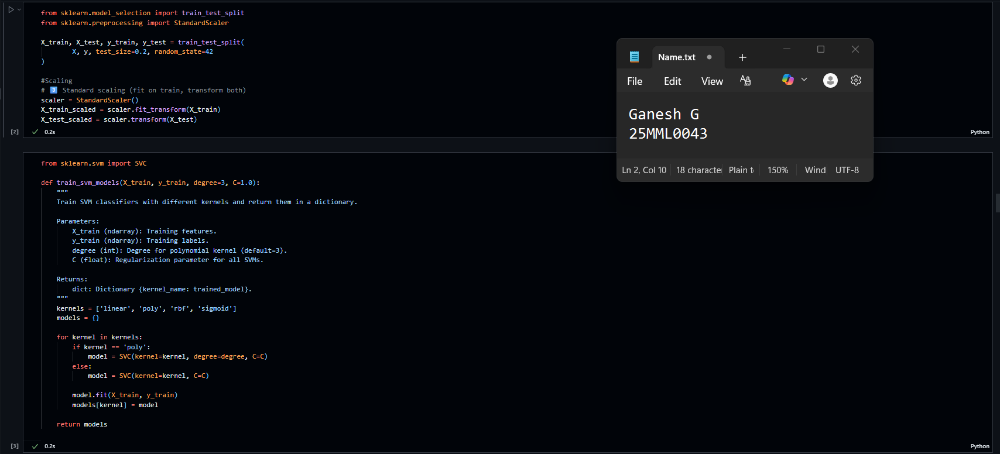 from sklearn.model_selection import train_test_split
from sklearn.preprocessing import StandardScaler
X_train, X_test, y_train, y_test = train_test_split(
X, y, test_size=0.2, random_state=42
)
#Scaling
# 3️⃣ Standard scaling (fit on train, transform both)
scaler = StandardScaler()
X_train_scaled = scaler.fit_transform(X_train)
X_test_scaled = scaler.transform(X_test)
[2] ✓ 0.2s Python
Name.txt
File Edit View
Ganesh G
25MML0043
Ln 2, Col 10 18 characte Plain t 150% Wind UTF-8
from sklearn.svm import SVC
def train_svm_models(X_train, y_train, degree=3, C=1.0):
"""
Train SVM classifiers with different kernels and return them in a dictionary.
Parameters:
X_train (ndarray): Training features.
y_train (ndarray): Training labels.
degree (int): Degree for polynomial kernel (default=3).
C (float): Regularization parameter for all SVMs.
Returns:
dict: Dictionary {kernel_name: trained_model}.
"""
kernels = ['linear', 'poly', 'rbf', 'sigmoid']
models = {}
for kernel in kernels:
if kernel == 'poly':
model = SVC(kernel=kernel, degree=degree, C=C)
else:
model = SVC(kernel=kernel, C=C)
model.fit(X_train, y_train)
models[kernel] = model
return models
[3] ✓ 0.2s Python